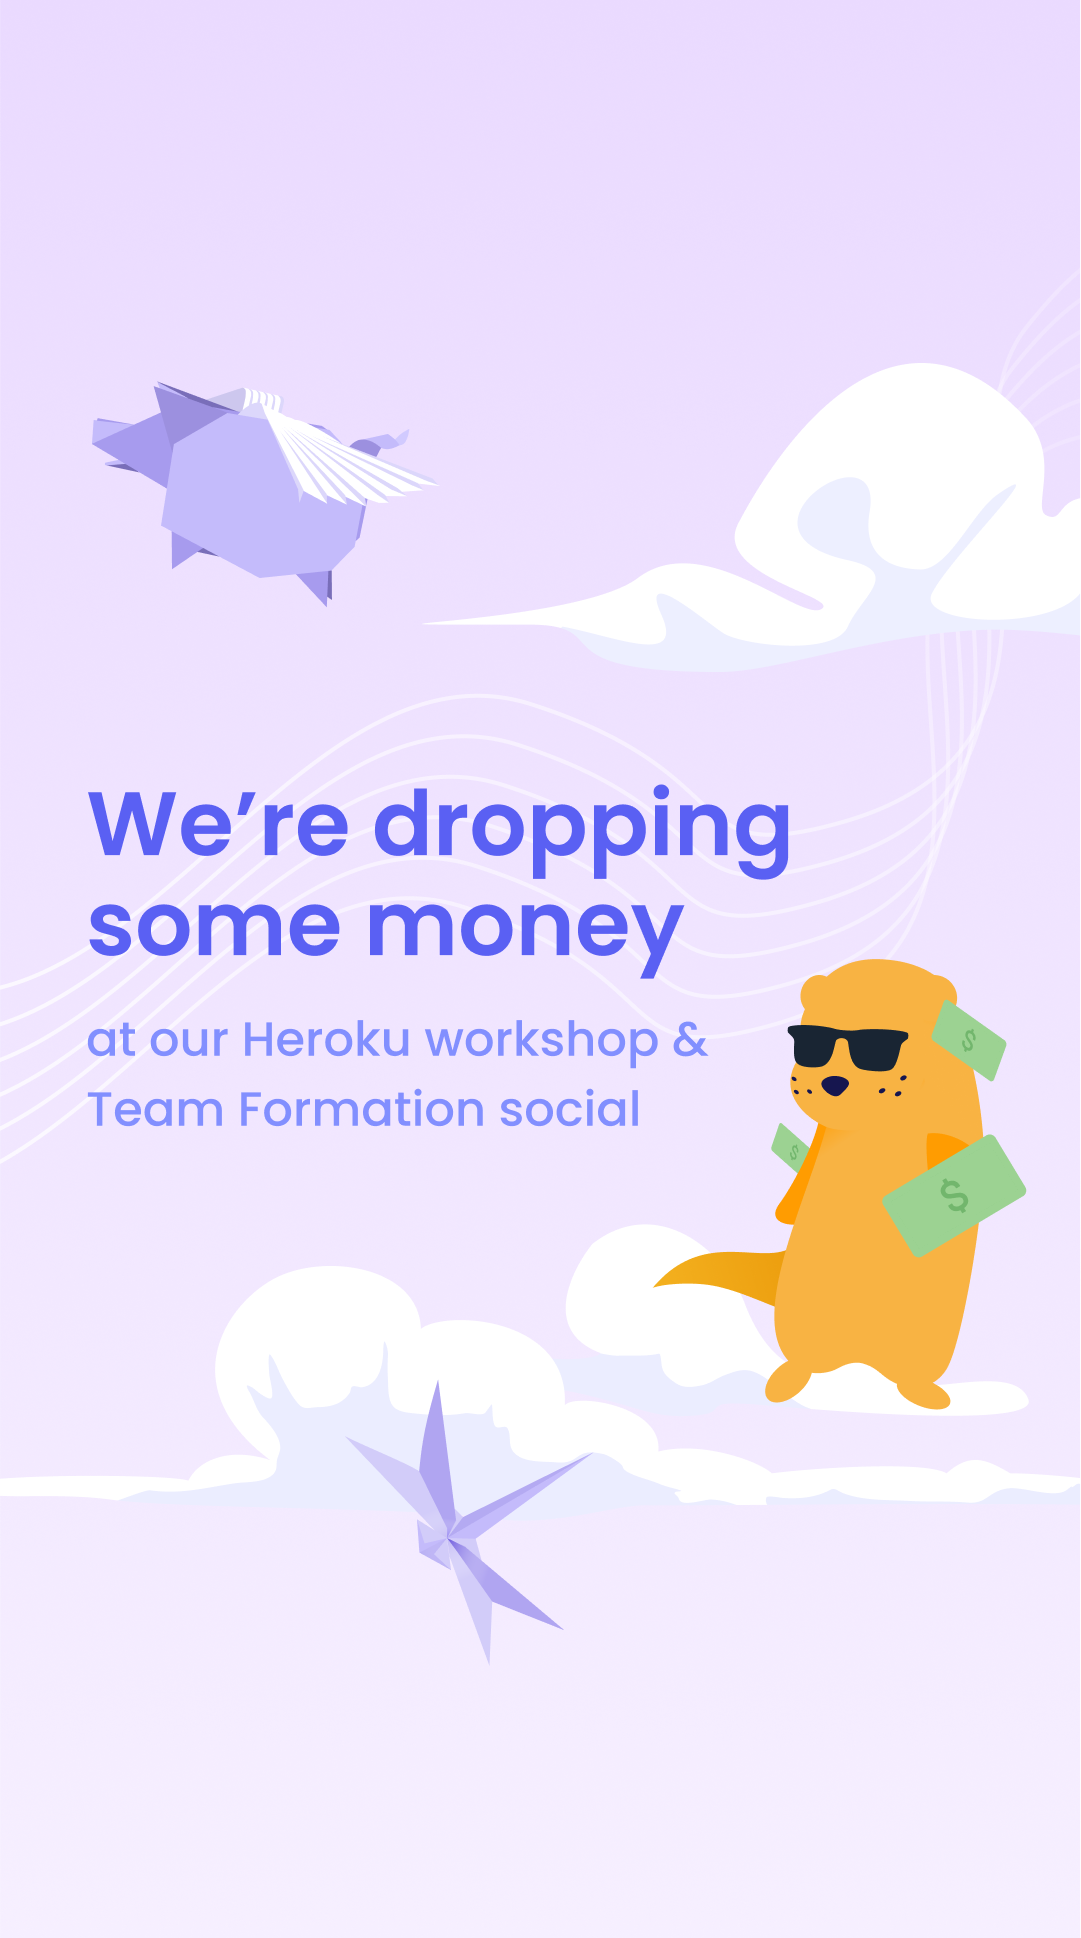 We’re dropping
some money
at our Heroku workshop &
Team Formation social
$
$
$